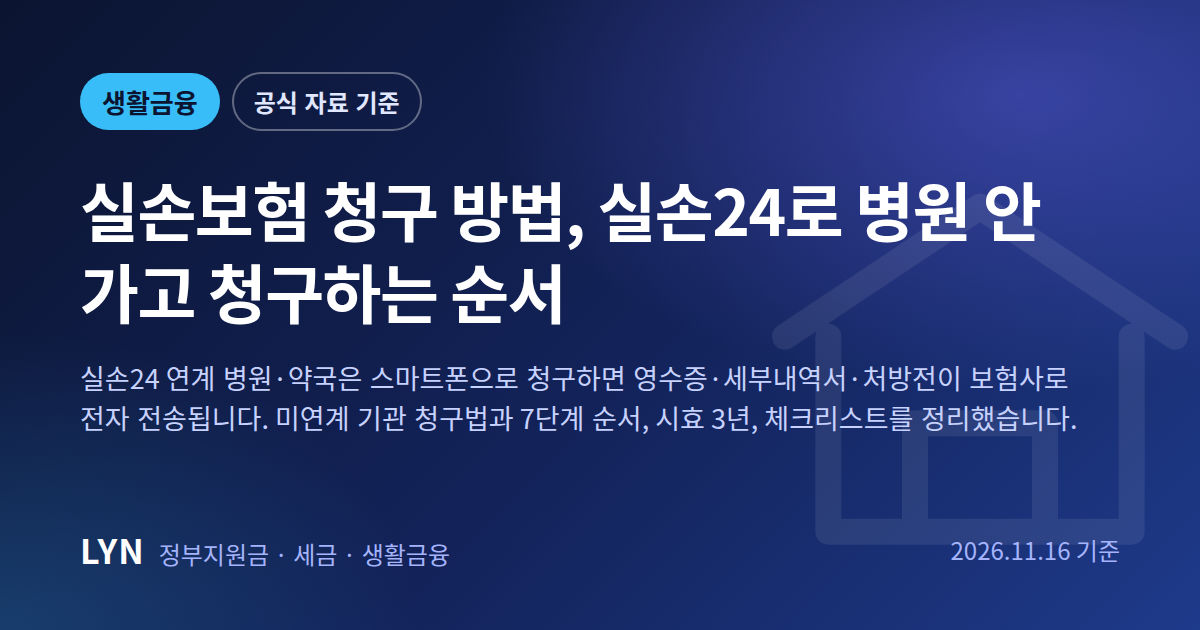 생활금융
공식 자료 기준
실손보험 청구 방법, 실손24로 병원 안
가고 청구하는 순서
실손24 연계 병원·약국은 스마트폰으로 청구하면 영수증·세부내역서·처방전이 보험사로
전자 전송됩니다. 미연계 기관 청구법과 7단계 순서, 시효 3년, 체크리스트를 정리했습니다.
LYN 정부지원금 · 세금 · 생활금융
2026.11.16 기준